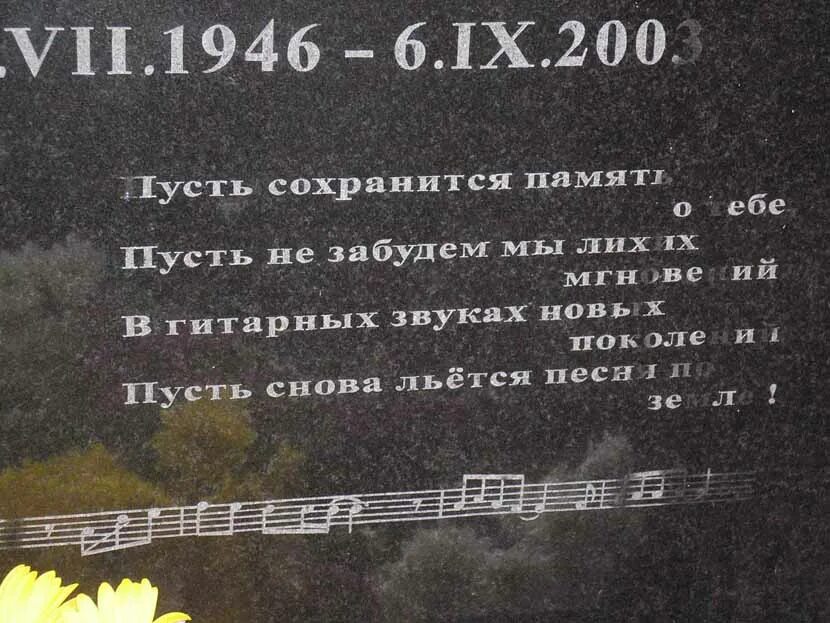 .VII.1946 – 6.IX.2003
Пусть сохранится память
о тебе,
Пусть не забудем мы лихих
мгновений
В гитарных звуках новых
поколений
Пусть снова льётся песня по
земле !